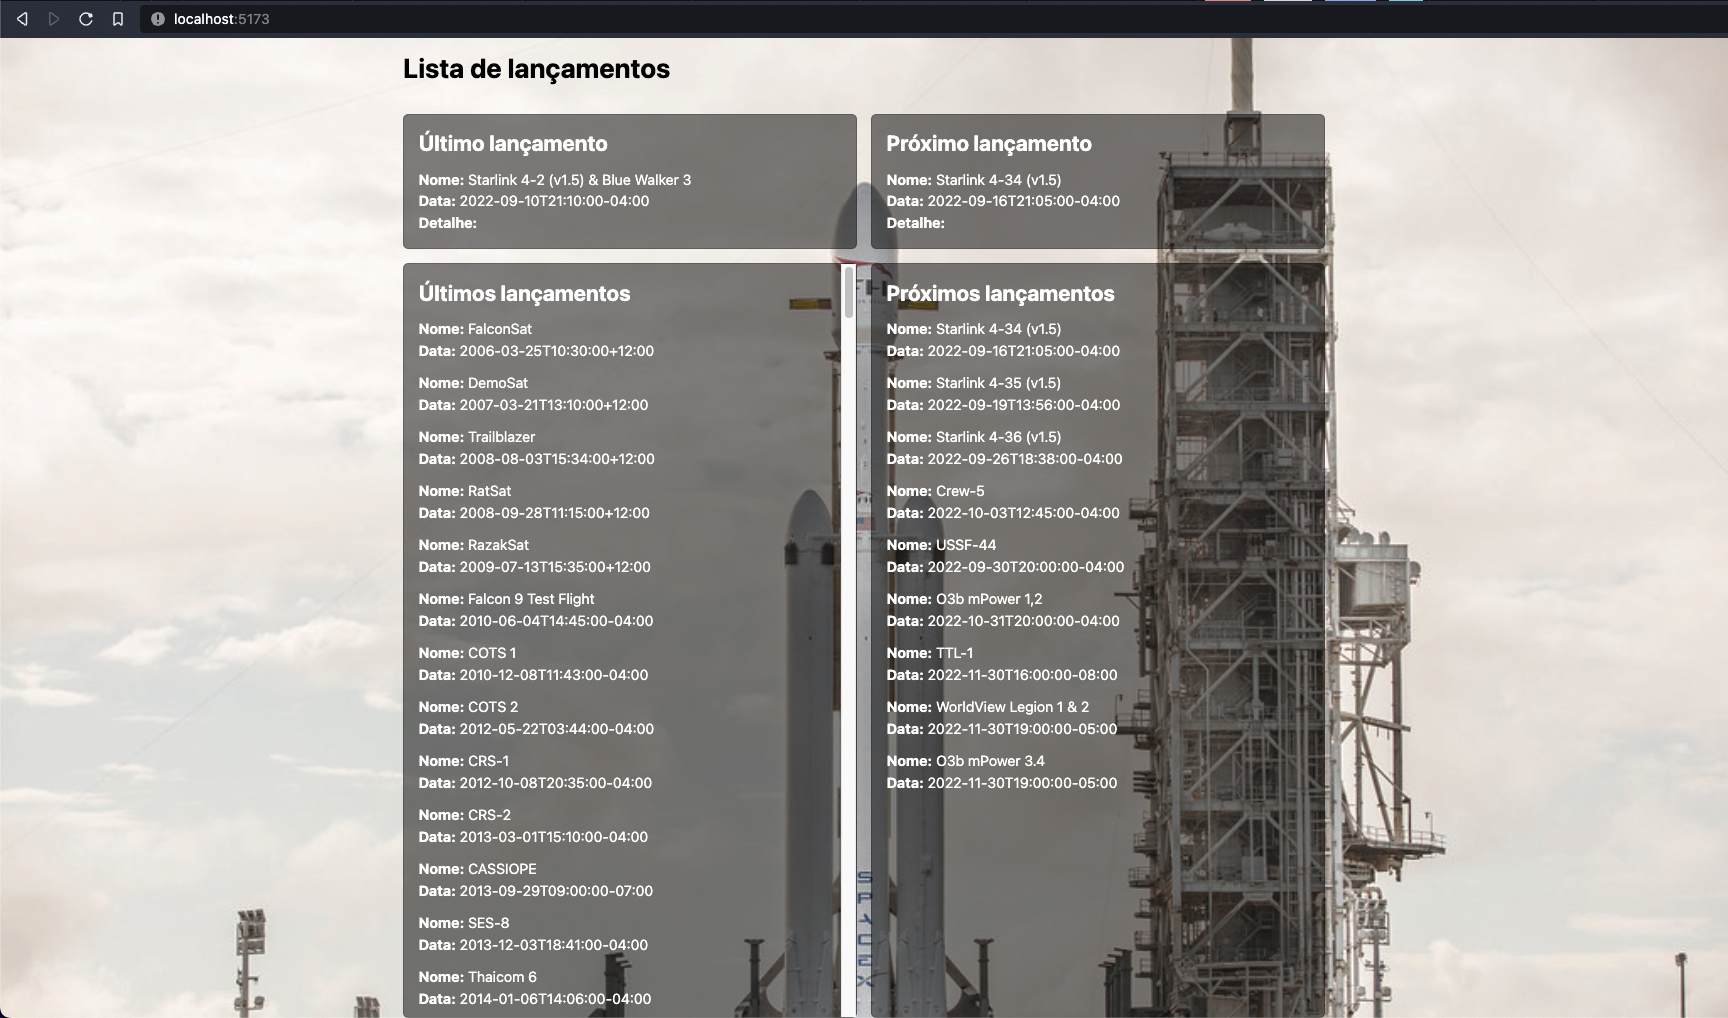 localhost:5173
Lista de lançamentos
Último lançamento
Nome: Starlink 4-2 (v1.5) & Blue Walker 3
Data: 2022-09-10T21:10:00-04:00
Detalhe:
Próximo lançamento
Nome: Starlink 4-34 (v1.5)
Data: 2022-09-16T21:05:00-04:00
Detalhe:
Últimos lançamentos
Nome: FalconSat
Data: 2006-03-25T10:30:00+12:00
Nome: DemoSat
Data: 2007-03-21T13:10:00+12:00
Nome: Trailblazer
Data: 2008-08-03T15:34:00+12:00
Nome: RatSat
Data: 2008-09-28T11:15:00+12:00
Nome: RazakSat
Data: 2009-07-13T15:35:00+12:00
Nome: Falcon 9 Test Flight
Data: 2010-06-04T14:45:00-04:00
Nome: COTS 1
Data: 2010-12-08T11:43:00-04:00
Nome: COTS 2
Data: 2012-05-22T03:44:00-04:00
Nome: CRS-1
Data: 2012-10-08T20:35:00-04:00
Nome: CRS-2
Data: 2013-03-01T15:10:00-04:00
Nome: CASSIOPE
Data: 2013-09-29T09:00:00-07:00
Nome: SES-8
Data: 2013-12-03T18:41:00-04:00
Nome: Thaicom 6
Data: 2014-01-06T14:06:00-04:00
Próximos lançamentos
Nome: Starlink 4-34 (v1.5)
Data: 2022-09-16T21:05:00-04:00
Nome: Starlink 4-35 (v1.5)
Data: 2022-09-19T13:56:00-04:00
Nome: Starlink 4-36 (v1.5)
Data: 2022-09-26T18:38:00-04:00
Nome: Crew-5
Data: 2022-10-03T12:45:00-04:00
Nome: USSF-44
Data: 2022-09-30T20:00:00-04:00
Nome: O3b mPower 1,2
Data: 2022-10-31T20:00:00-04:00
Nome: TTL-1
Data: 2022-11-30T16:00:00-08:00
Nome: WorldView Legion 1 & 2
Data: 2022-11-30T19:00:00-05:00
Nome: O3b mPower 3.4
Data: 2022-11-30T19:00:00-05:00
FH
SPACEX